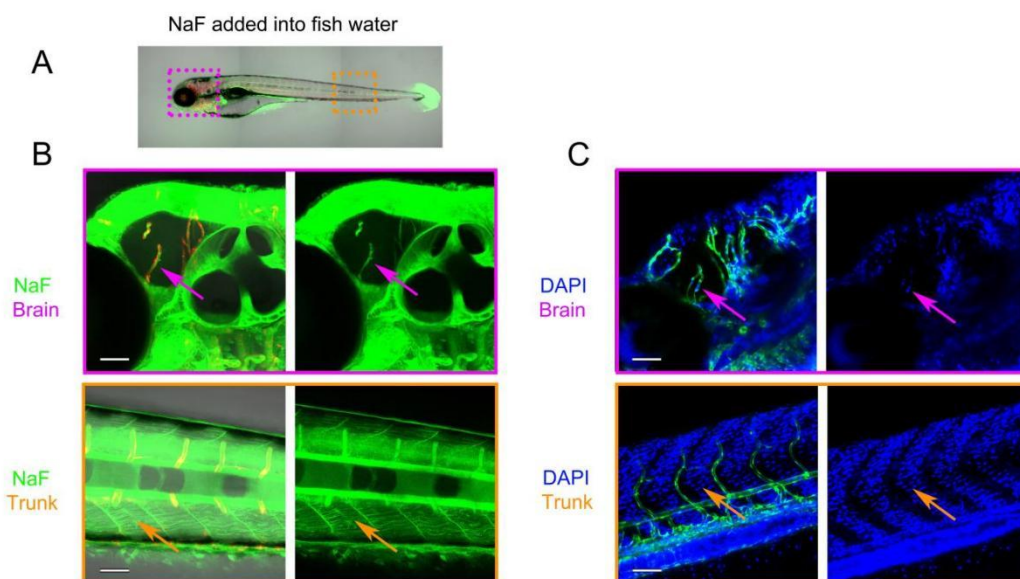 NaF added into fish water
A
B
C
NaF
Brain
DAPI
Brain
NaF
Trunk
DAPI
Trunk